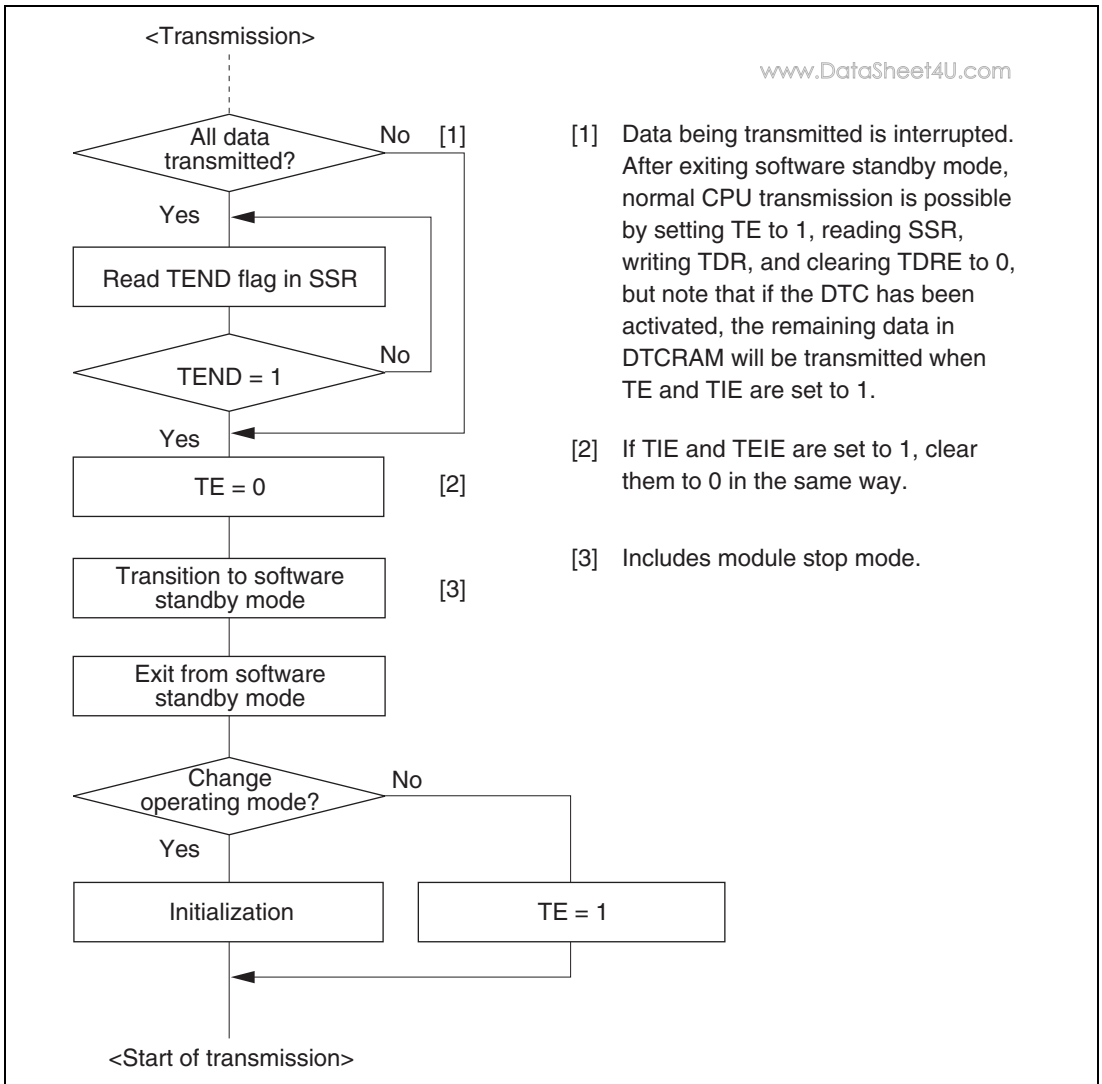 <Transmission>
www.DataSheet4U.com
All data
transmitted?
No
[1]
Yes
Read TEND flag in SSR
TEND = 1
No
Yes
TE = 0
[2]
Transition to software
standby mode
[3]
Exit from software
standby mode
Change
operating mode?
No
Yes
Initialization
TE = 1
<Start of transmission>
[1] Data being transmitted is interrupted.
After exiting software standby mode,
normal CPU transmission is possible
by setting TE to 1, reading SSR,
writing TDR, and clearing TDRE to 0,
but note that if the DTC has been
activated, the remaining data in
DTCRAM will be transmitted when
TE and TIE are set to 1.
[2] If TIE and TEIE are set to 1, clear
them to 0 in the same way.
[3] Includes module stop mode.